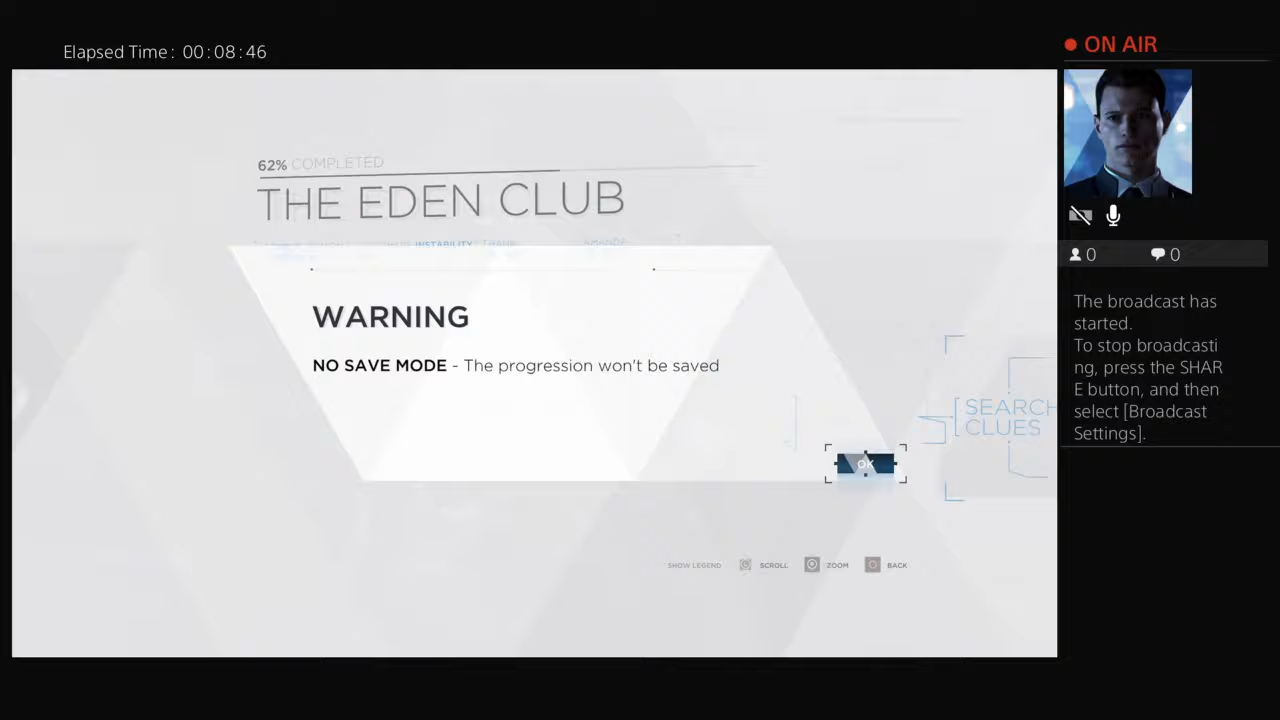 Elapsed Time: 00:08:46
ON AIR
62% COMPLETED
THE EDEN CLUB
INSTABILITY
WARNING
NO SAVE MODE - The progression won't be saved
OK
SEARCH
CLUES
SHOW LEGEND SCROLL ZOOM BACK
0 0
The broadcast has
started.
To stop broadcasti
ng, press the SHAR
E button, and then
select [Broadcast
Settings].